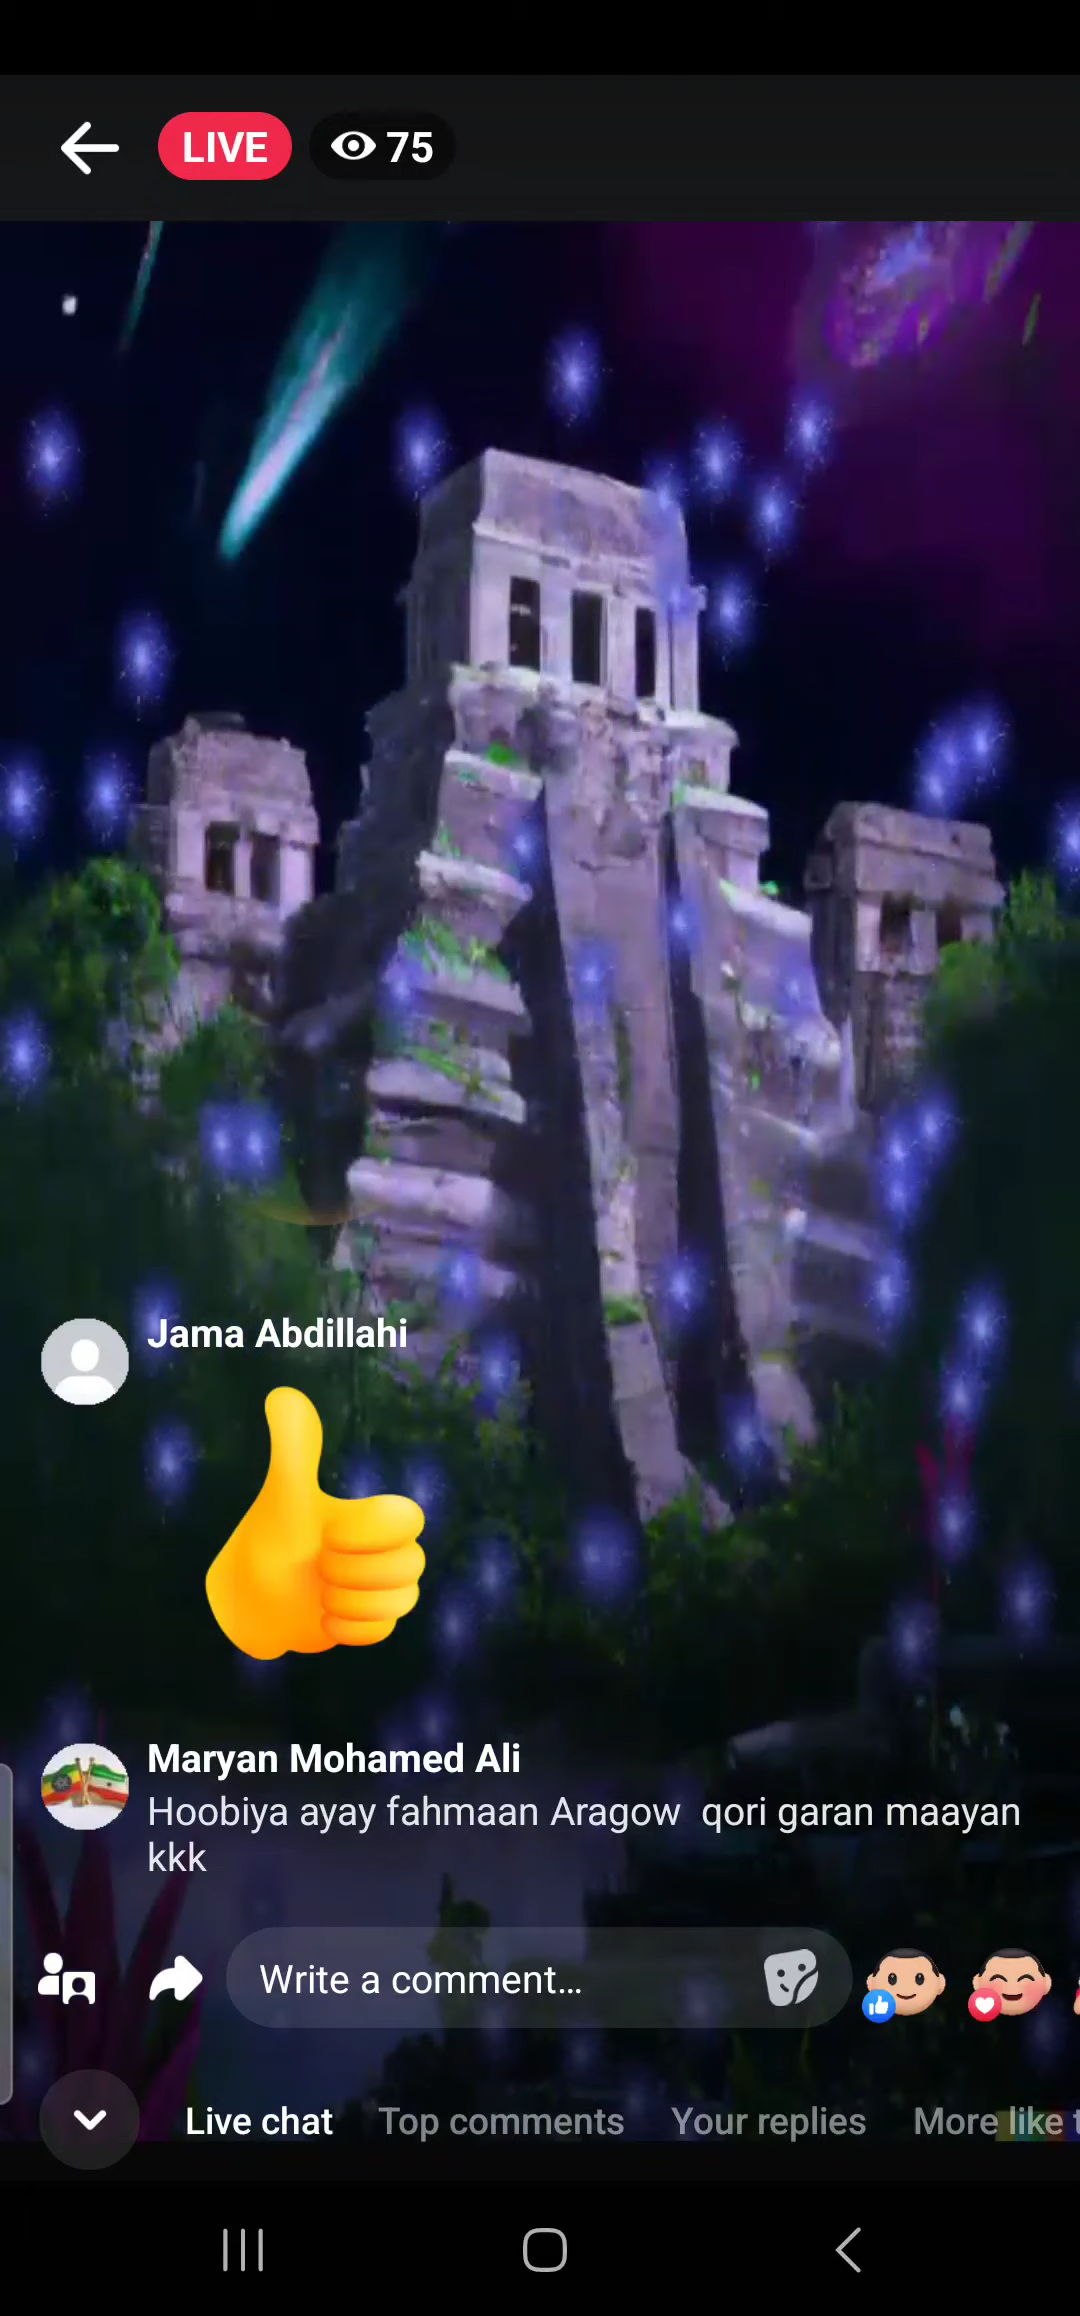 LIVE 75
Jama Abdillahi
Maryan Mohamed Ali
Hoobiya ayay fahmaan Aragow qori garan maayan
kkk
Write a comment...
Live chat Top comments Your replies More like